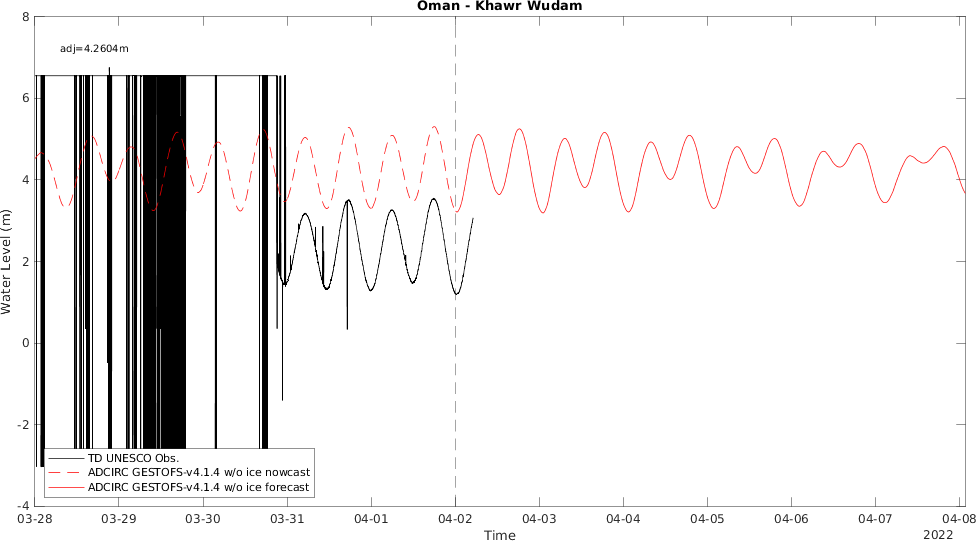 Oman - Khawr Wudam
adj=4.2604m
8
6
4
2
0
-2
-4
Water Level (m)
TD UNESCO Obs.
ADCIRC GESTOFS-v4.1.4 w/o ice nowcast
ADCIRC GESTOFS-v4.1.4 w/o ice forecast
03-28 03-29 03-30 03-31 04-01 04-02 04-03 04-04 04-05 04-06 04-07 04-08
Time
2022